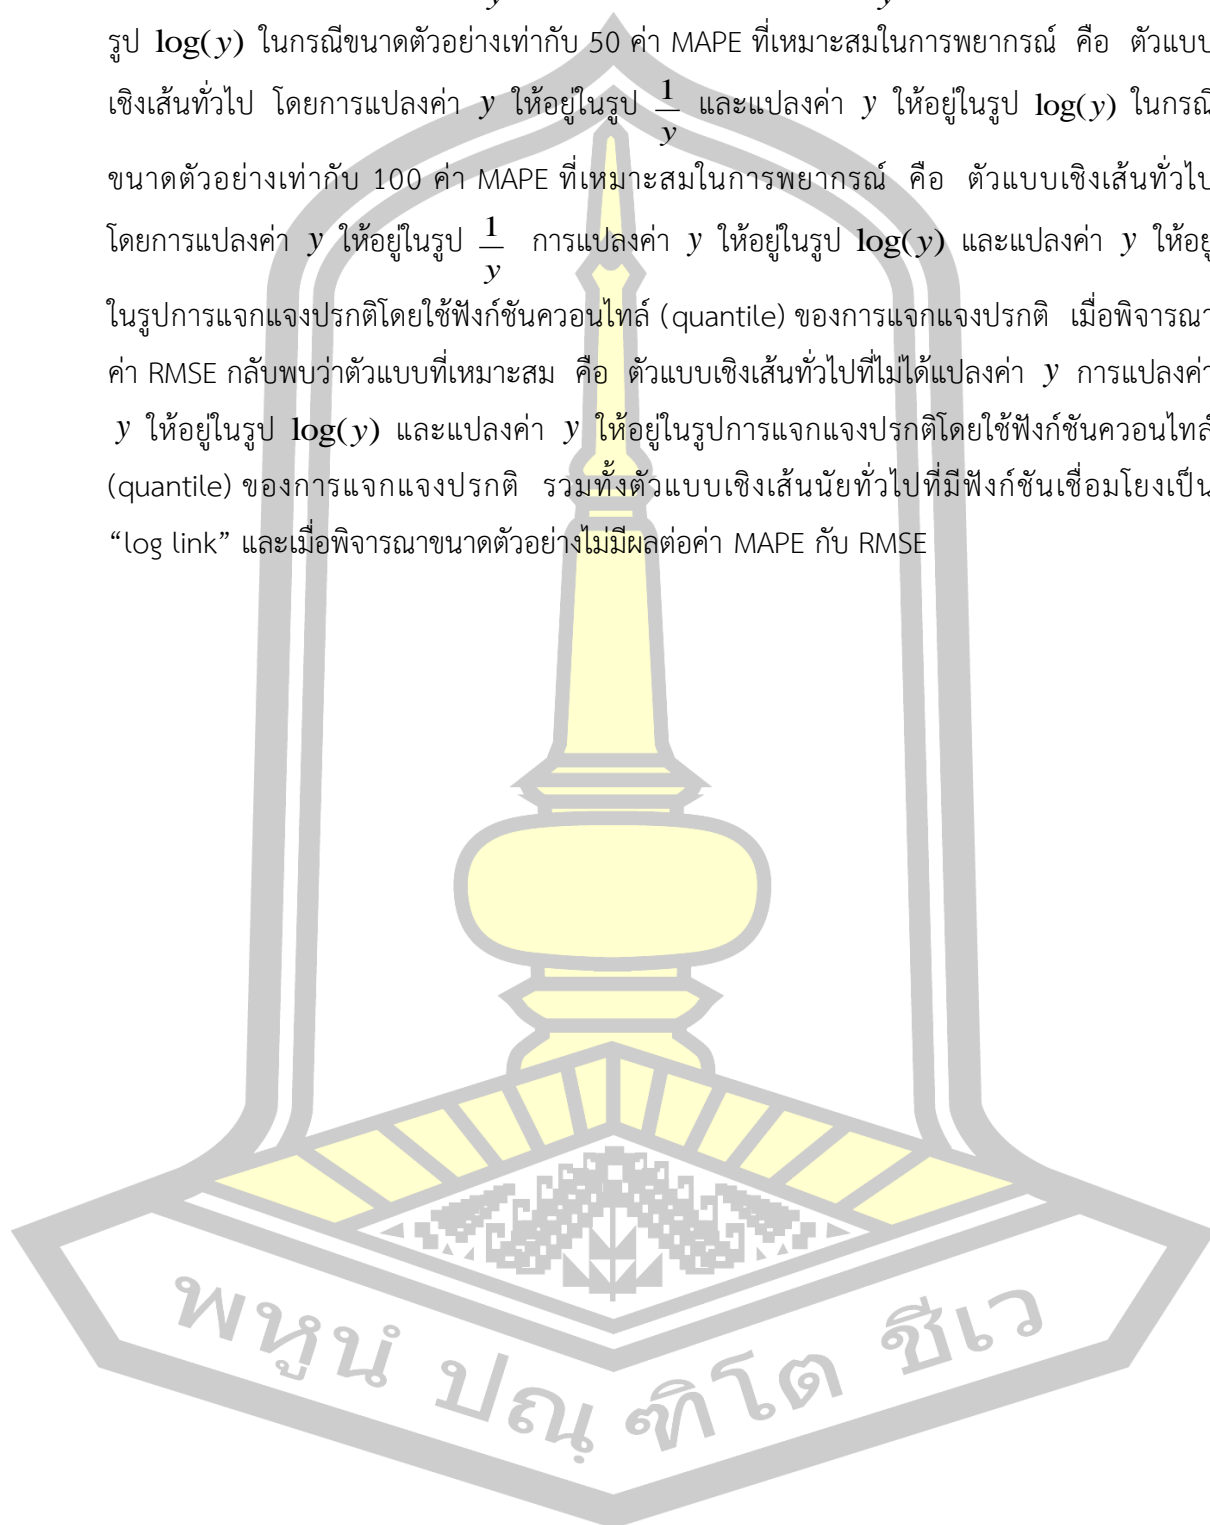 y y
รูป log(y) ในกรณีขนาดตัวอย่างเท่ากับ 50 ค่า MAPE ที่เหมาะสมในการพยากรณ์ คือ ตัวแบบ
เชิงเส้นทั่วไป โดยการแปลงค่า y ให้อยู่ในรูป 1/y และแปลงค่า y ให้อยู่ในรูป log(y) ในกรณี
ขนาดตัวอย่างเท่ากับ 100 ค่า MAPE ที่เหมาะสมในการพยากรณ์ คือ ตัวแบบเชิงเส้นทั่วไป
โดยการแปลงค่า y ให้อยู่ในรูป 1/y การแปลงค่า y ให้อยู่ในรูป log(y) และแปลงค่า y ให้อยู่
ในรูปการแจกแจงปรกติโดยใช้ฟังก์ชันควอนไทล์ (quantile) ของการแจกแจงปรกติ เมื่อพิจารณา
ค่า RMSE กลับพบว่าตัวแบบที่เหมาะสม คือ ตัวแบบเชิงเส้นทั่วไปที่ไม่ได้แปลงค่า y การแปลงค่า
y ให้อยู่ในรูป log(y) และแปลงค่า y ให้อยู่ในรูปการแจกแจงปรกติโดยใช้ฟังก์ชันควอนไทล์
(quantile) ของการแจกแจงปรกติ รวมทั้งตัวแบบเชิงเส้นนัยทั่วไปที่มีฟังก์ชันเชื่อมโยงเป็น
“log link” และเมื่อพิจารณาขนาดตัวอย่างไม่มีผลต่อค่า MAPE กับ RMSE
พหูนํ ปณฺฑิโต ชีเว